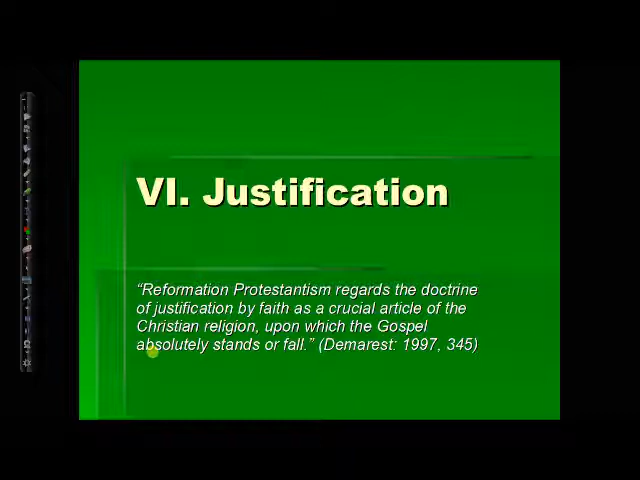 VI. Justification
“Reformation Protestantism regards the doctrine
of justification by faith as a crucial article of the
Christian religion, upon which the Gospel
absolutely stands or fall.” (Demarest: 1997, 345)